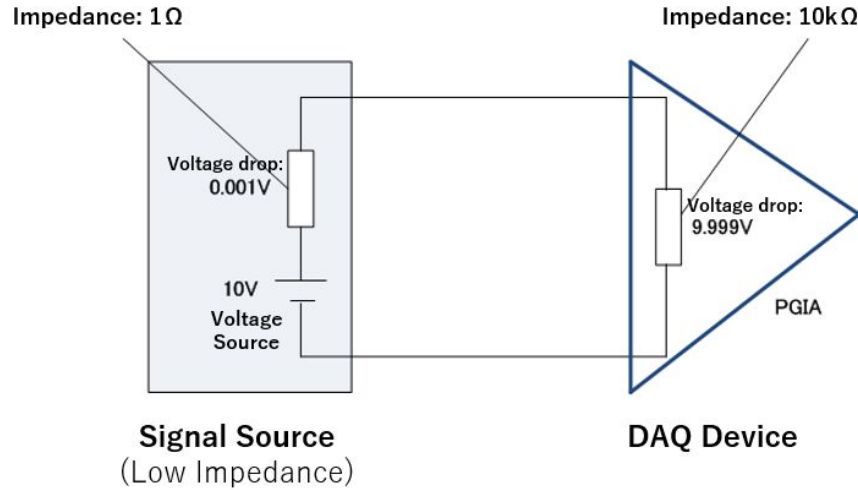 Impedance: 1Ω
Impedance: 10kΩ
Voltage drop:
0.001V
Voltage drop:
9.999V
10V
Voltage
Source
PGIA
Signal Source
(Low Impedance)
DAQ Device